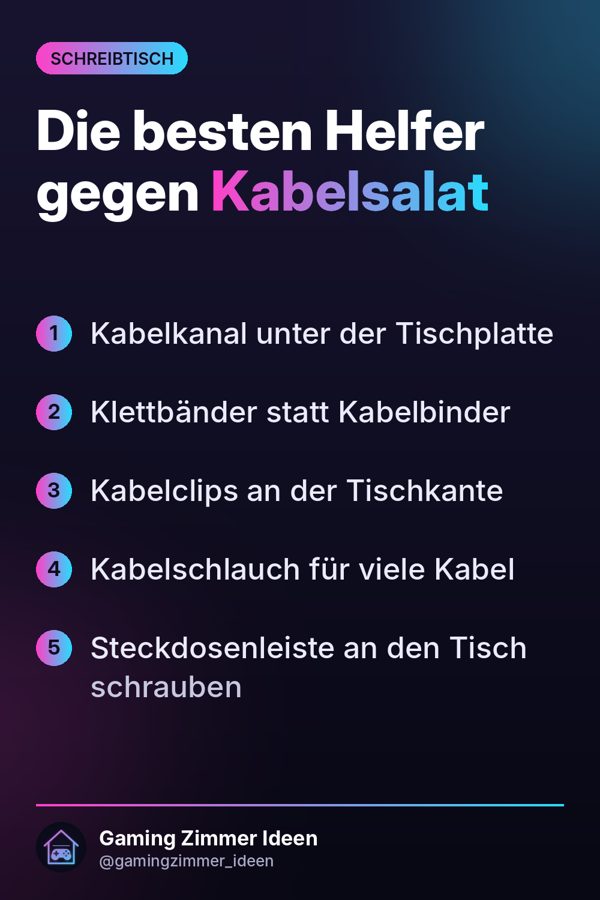 SCHREIBTISCH
Die besten Helfer
gegen Kabelsalat
1 Kabelkanal unter der Tischplatte
2 Klettbänder statt Kabelbinder
3 Kabelclips an der Tischkante
4 Kabelschlauch für viele Kabel
5 Steckdosenleiste an den Tisch
schrauben
Gaming Zimmer Ideen
@gamingzimmer_ideen